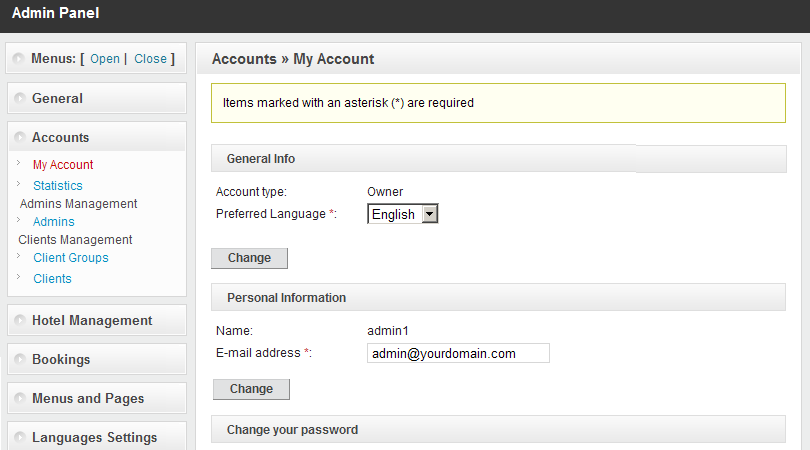 Admin Panel
Menus: [ Open | Close ]
General
Accounts
My Account
Statistics
Admins Management
Admins
Clients Management
Client Groups
Clients
Hotel Management
Bookings
Menus and Pages
Languages Settings
Accounts » My Account
Items marked with an asterisk (*) are required
General Info
Account type: Owner
Preferred Language *: English
Change
Personal Information
Name: admin1
E-mail address *: admin@yourdomain.com
Change
Change your password